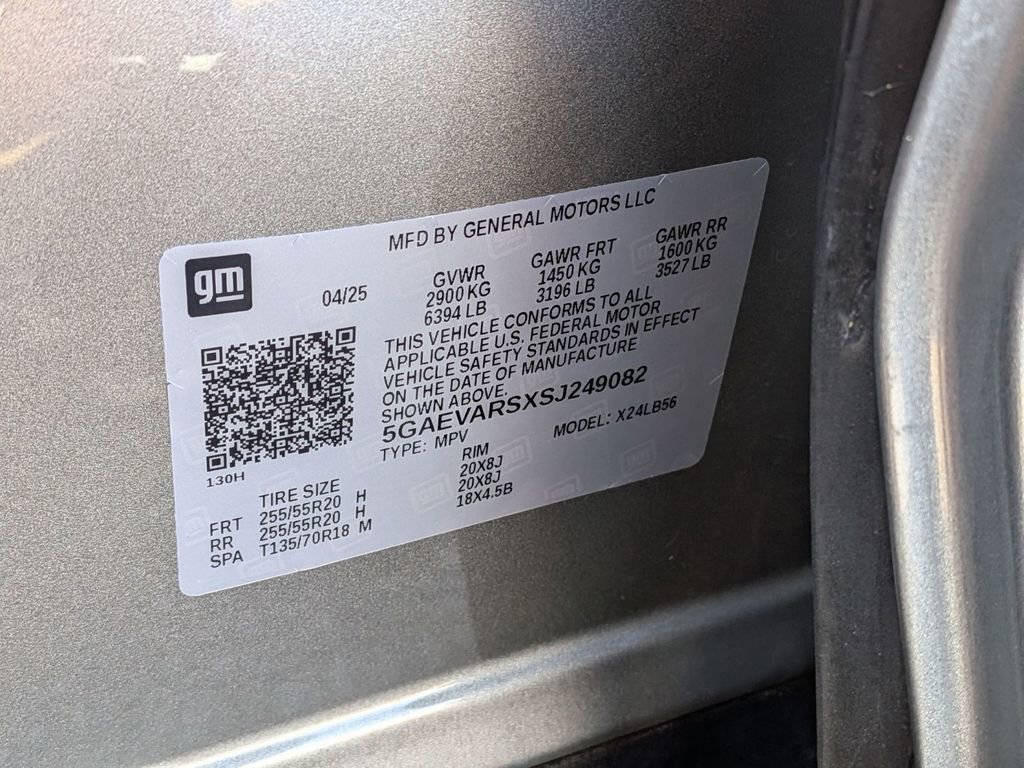 MFD BY GENERAL MOTORS LLC
gm
04/25
GVWR
2900 KG
6394 LB
GAWR FRT
1450 KG
3196 LB
GAWR RR
1600 KG
3527 LB
THIS VEHICLE CONFORMS TO ALL
APPLICABLE U.S. FEDERAL MOTOR
VEHICLE SAFETY STANDARDS IN EFFECT
ON THE DATE OF MANUFACTURE
SHOWN ABOVE.
5GAEVARSXSJ249082
TYPE: MPV MODEL: X24LB56
130H
TIRE SIZE RIM
FRT 255/55R20 H 20X8J
RR 255/55R20 H 20X8J
SPA T135/70R18 M 18X4.5B